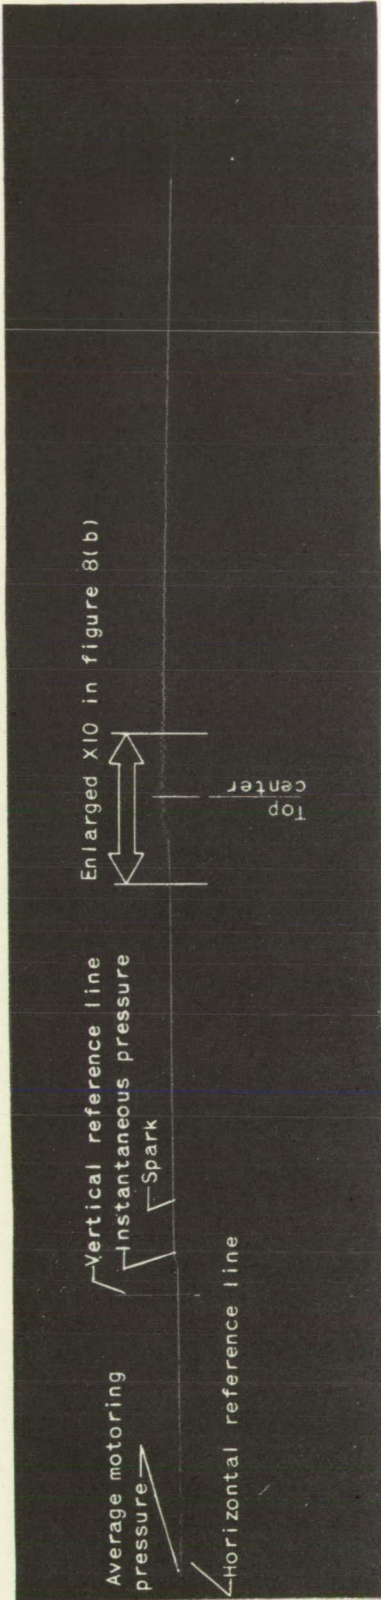 Average motoring
pressure
Horizontal reference line
Vertical reference line
Instantaneous pressure
Spark
Enlarged X10 in figure 8(b)
Top
center